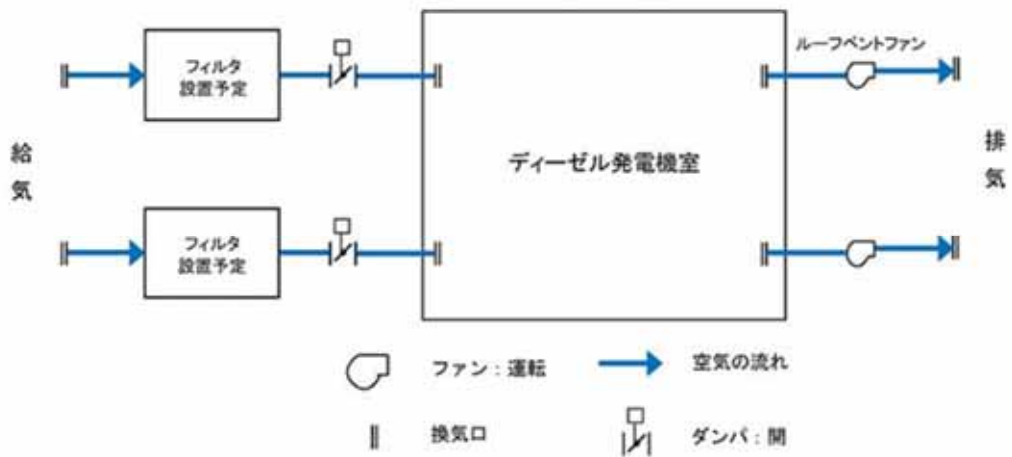 ルーフベントファン
フィルタ
設置予定
給
気
ディーゼル発電機室
排
気
フィルタ
設置予定
ファン：運転
空気の流れ
換気口
ダンパ：開